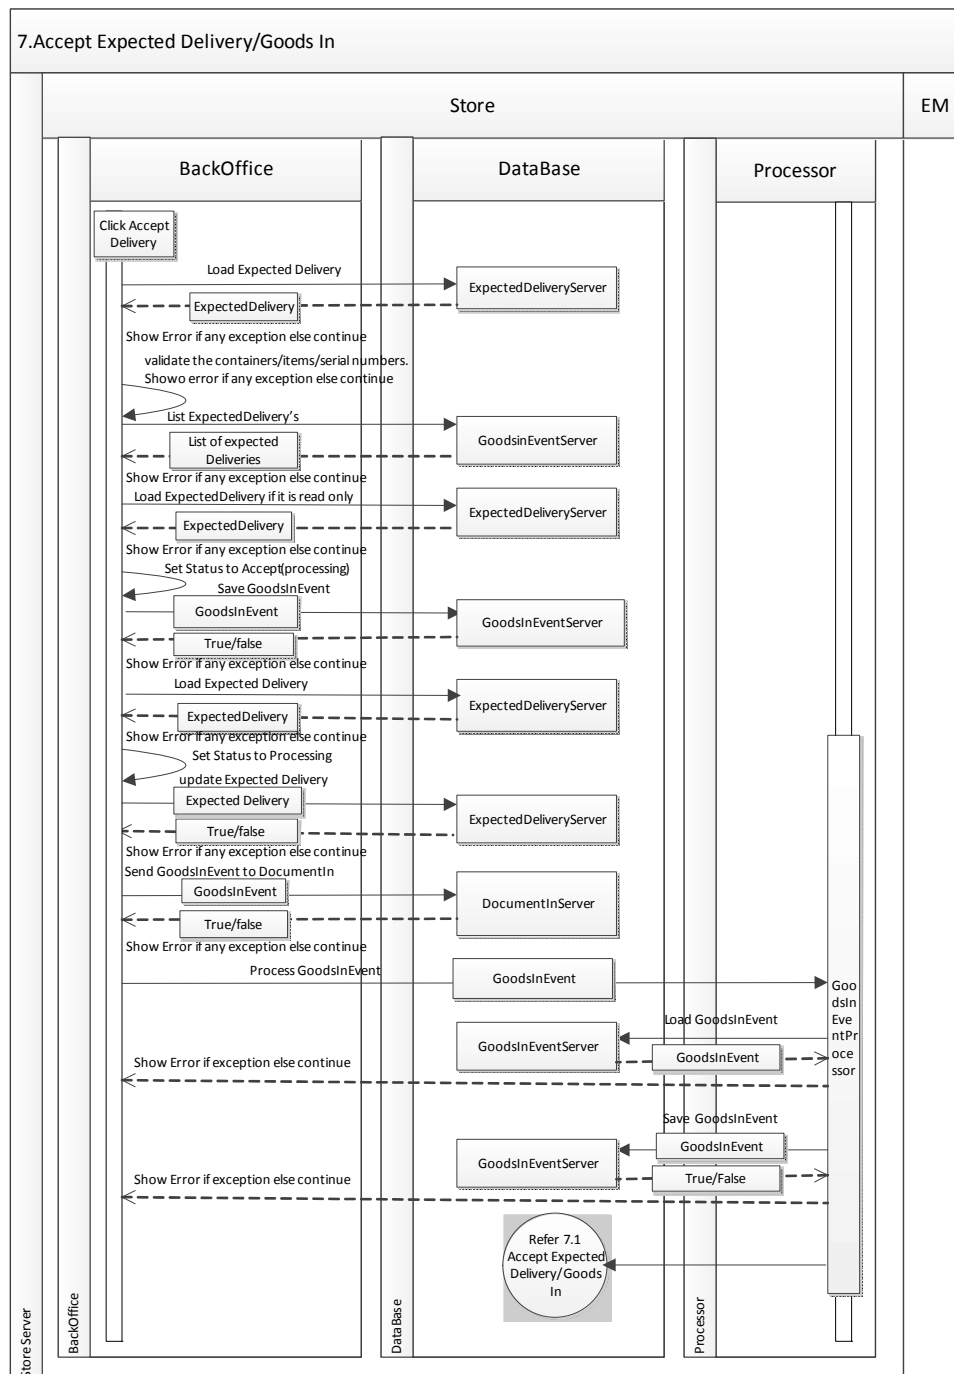 7.Accept Expected Delivery/Goods In
Store
EM
BackOffice
DataBase
Processor
Click Accept
Delivery
Load Expected Delivery
ExpectedDeliveryServer
ExpectedDelivery
Show Error if any exception else continue
validate the containers/items/serial numbers.
Showo error if any exception else continue
List ExpectedDelivery's
GoodsinEventServer
List of expected
Deliveries
Show Error if any exception else continue
Load ExpectedDelivery if it is read only
ExpectedDeliveryServer
ExpectedDelivery
Show Error if any exception else continue
Set Status to Accept(processing)
Save GoodsInEvent
GoodsInEvent
GoodsInEventServer
True/false
Show Error if any exception else continue
Load Expected Delivery
ExpectedDeliveryServer
ExpectedDelivery
Show Error if any exception else continue
Set Status to Processing
update Expected Delivery
Expected Delivery
ExpectedDeliveryServer
True/false
Show Error if any exception else continue
Send GoodsInEvent to DocumentIn
GoodsInEvent
DocumentInServer
True/false
Show Error if any exception else continue
Process GoodsInEvent
GoodsInEvent
Goo
dsIn
Eve
ntPr
oce
ssor
Load GoodsInEvent
GoodsInEventServer
GoodsInEvent
Show Error if exception else continue
Save GoodsInEvent
GoodsInEvent
GoodsInEventServer
True/False
Show Error if exception else continue
Refer 7.1
Accept Expected
Delivery/Goods
In
Store Server
BackOffice
DataBase
Processor